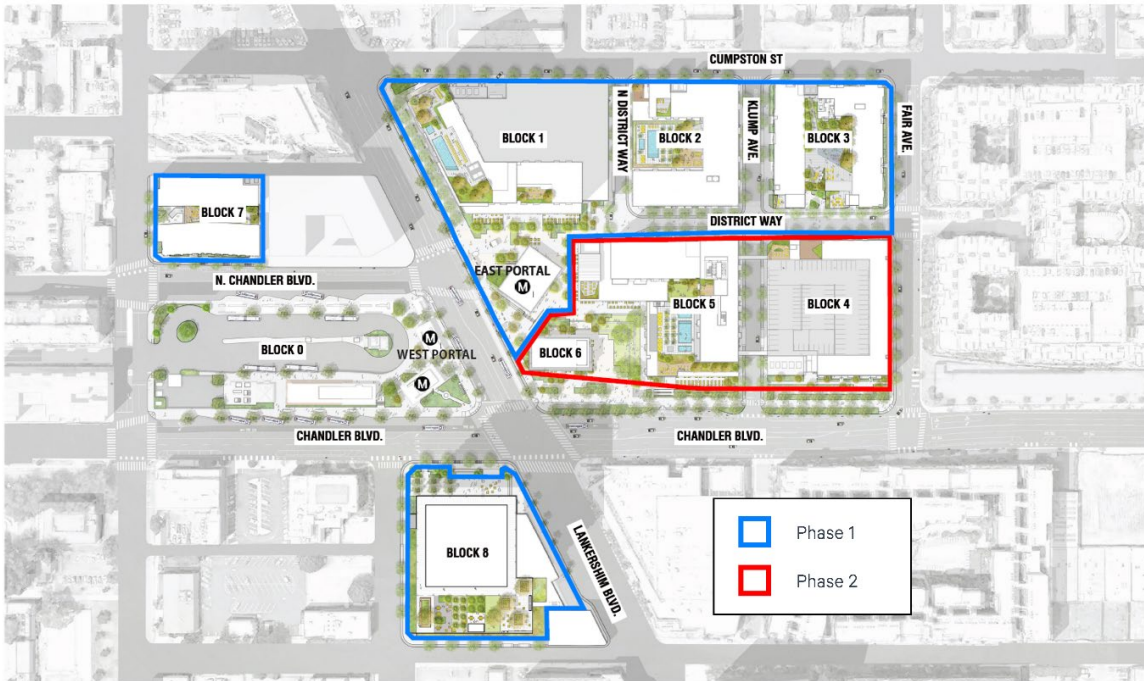 CUMPSTON ST
BLOCK 1
N DISTRICT WAY
BLOCK 2
KLUMP AVE.
BLOCK 3
FAIR AVE.
BLOCK 7
DISTRICT WAY
EAST PORTAL
M
N. CHANDLER BLVD.
BLOCK 5
BLOCK 4
BLOCK 0
M
WEST PORTAL
M
BLOCK 6
CHANDLER BLVD.
CHANDLER BLVD.
BLOCK 8
LANKERSHIM BLVD.
Phase 1
Phase 2